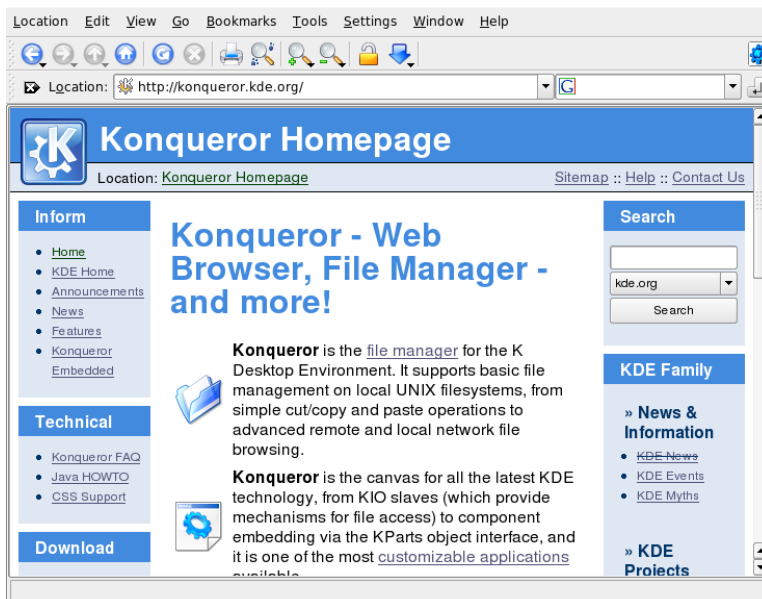 Location Edit View Go Bookmarks Tools Settings Window Help
Location: http://konqueror.kde.org/
G
K
Konqueror Homepage
Location: Konqueror Homepage
Sitemap :: Help :: Contact Us
Inform
Home
KDE Home
Announcements
News
Features
Konqueror
Embedded
Technical
Konqueror FAQ
Java HOWTO
CSS Support
Download
Konqueror - Web
Browser, File Manager -
and more!
Konqueror is the file manager for the K
Desktop Environment. It supports basic file
management on local UNIX filesystems, from
simple cut/copy and paste operations to
advanced remote and local network file
browsing.
Konqueror is the canvas for all the latest KDE
technology, from KIO slaves (which provide
mechanisms for file access) to component
embedding via the KParts object interface, and
it is one of the most customizable applications
available
Search
kde.org
Search
KDE Family
» News &
Information
KDE News
KDE Events
KDE Myths
» KDE
Projects